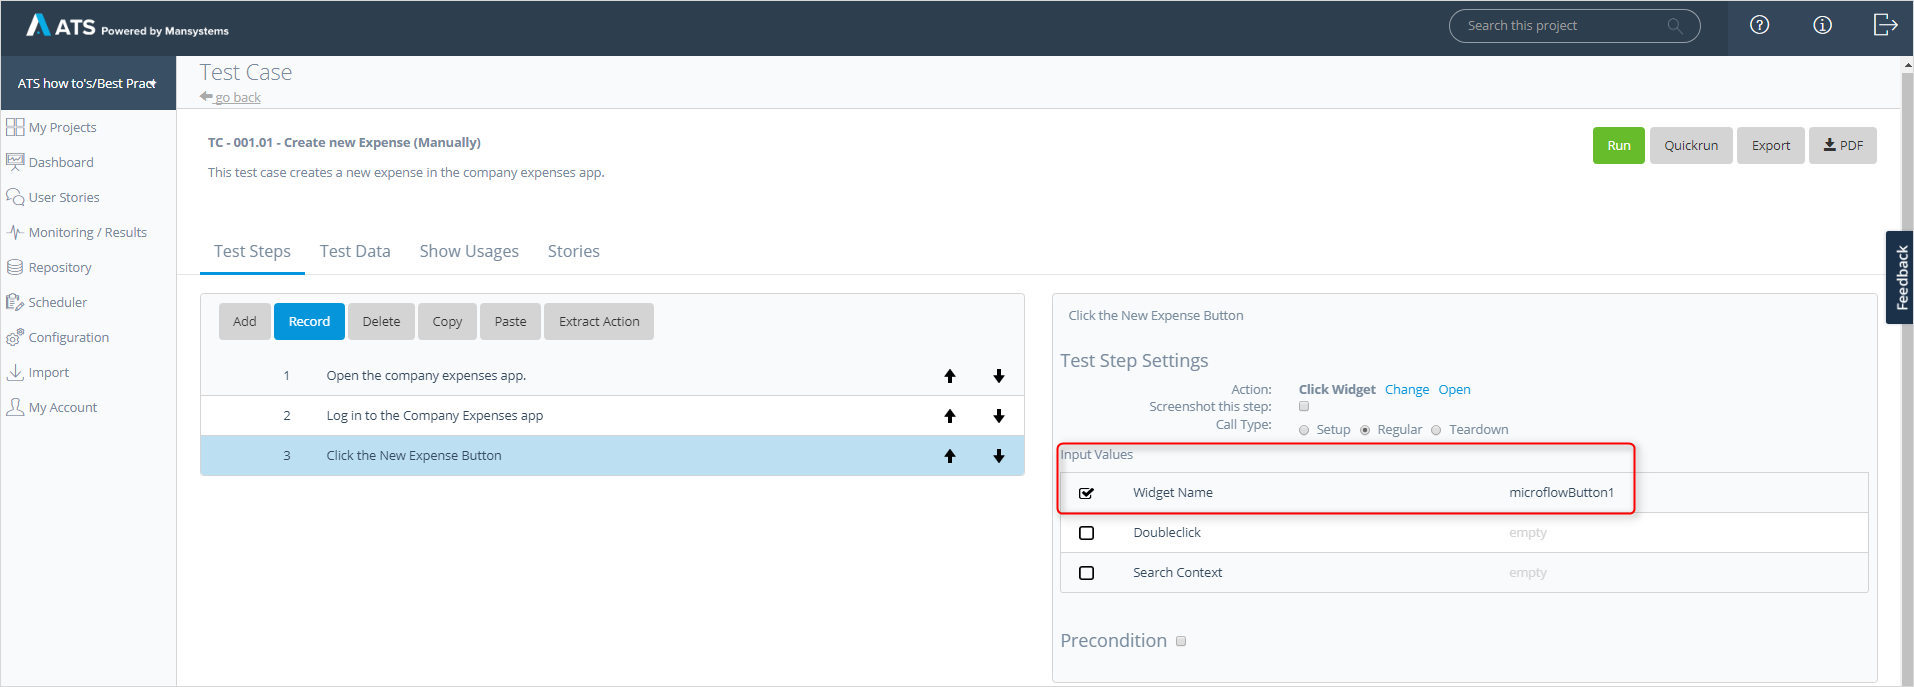 ATS Powered by Mansystems
Search this project
ATS how to's/Best Pract
My Projects
Dashboard
User Stories
Monitoring / Results
Repository
Scheduler
Configuration
Import
My Account
Test Case
go back
TC - 001.01 - Create new Expense (Manually)
This test case creates a new expense in the company expenses app.
Run Quickrun Export PDF
Test Steps Test Data Show Usages Stories
Add Record Delete Copy Paste Extract Action
1 Open the company expenses app.
2 Log in to the Company Expenses app
3 Click the New Expense Button
Click the New Expense Button
Test Step Settings
Action: Click Widget Change Open
Screenshot this step:
Call Type: Setup Regular Teardown
Input Values
Widget Name microflowButton1
Doubleclick empty
Search Context empty
Precondition
Feedback